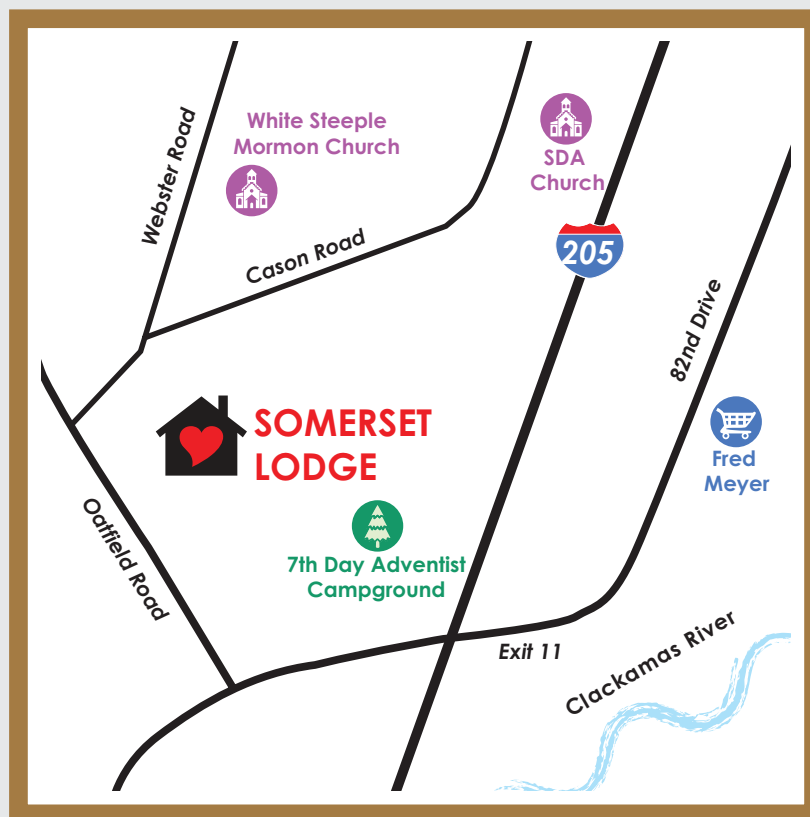 White Steeple
Mormon Church
SDA
Church
Webster Road
Cason Road
205
82nd Drive
SOMERSET
LODGE
Fred
Meyer
Oatfield Road
7th Day Adventist
Campground
Exit 11
Clackamas River